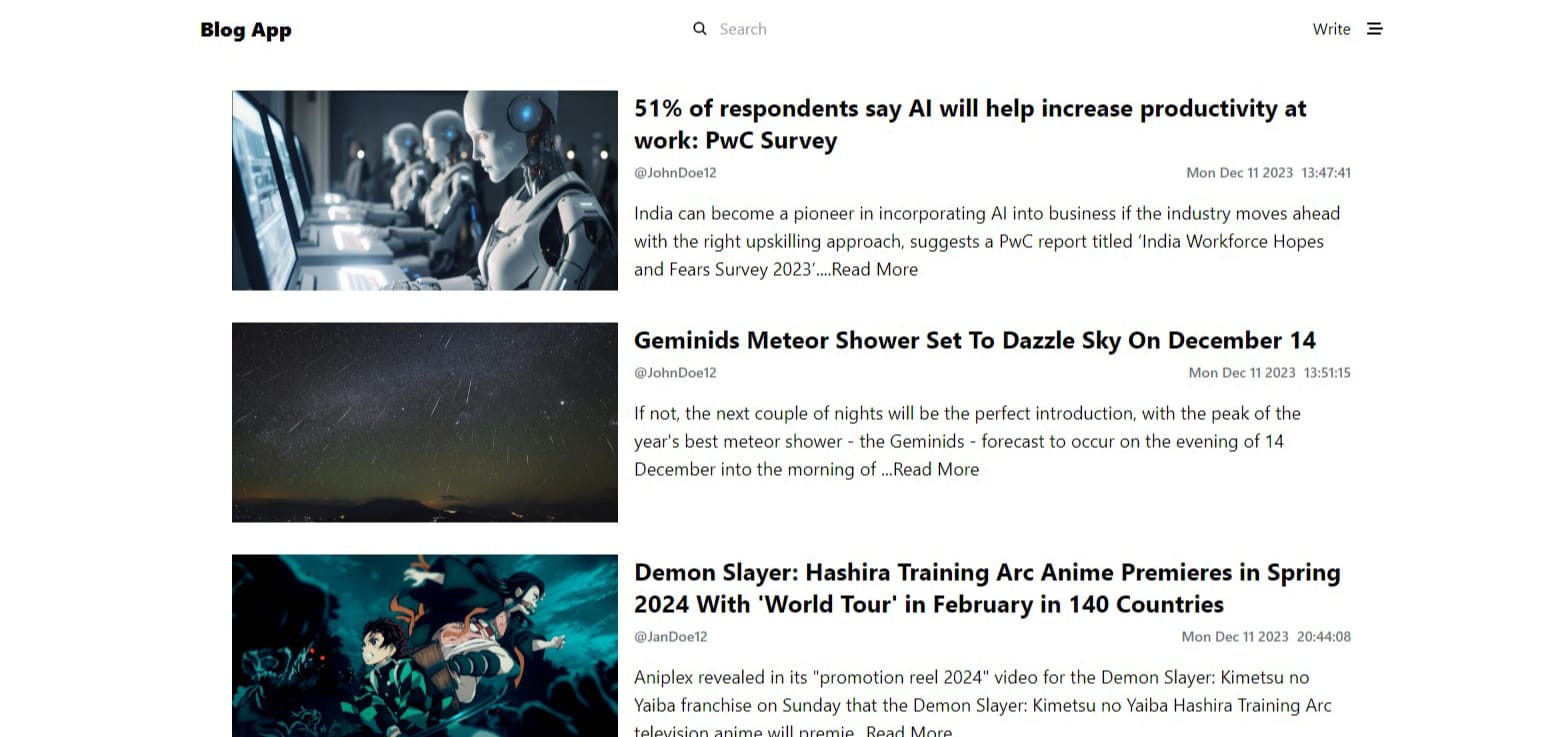 Blog App
Search
Write
51% of respondents say AI will help increase productivity at
work: PwC Survey
@JohnDoe12
Mon Dec 11 2023 13:47:41
India can become a pioneer in incorporating AI into business if the industry moves ahead
with the right upskilling approach, suggests a PwC report titled ‘India Workforce Hopes
and Fears Survey 2023’....Read More
Geminids Meteor Shower Set To Dazzle Sky On December 14
@JohnDoe12
Mon Dec 11 2023 13:51:15
If not, the next couple of nights will be the perfect introduction, with the peak of the
year's best meteor shower - the Geminids - forecast to occur on the evening of 14
December into the morning of ...Read More
Demon Slayer: Hashira Training Arc Anime Premieres in Spring
2024 With 'World Tour' in February in 140 Countries
@JanDoe12
Mon Dec 11 2023 20:44:08
Aniplex revealed in its "promotion reel 2024" video for the Demon Slayer: Kimetsu no
Yaiba franchise on Sunday that the Demon Slayer: Kimetsu no Yaiba Hashira Training Arc
television anime will premie...Read More